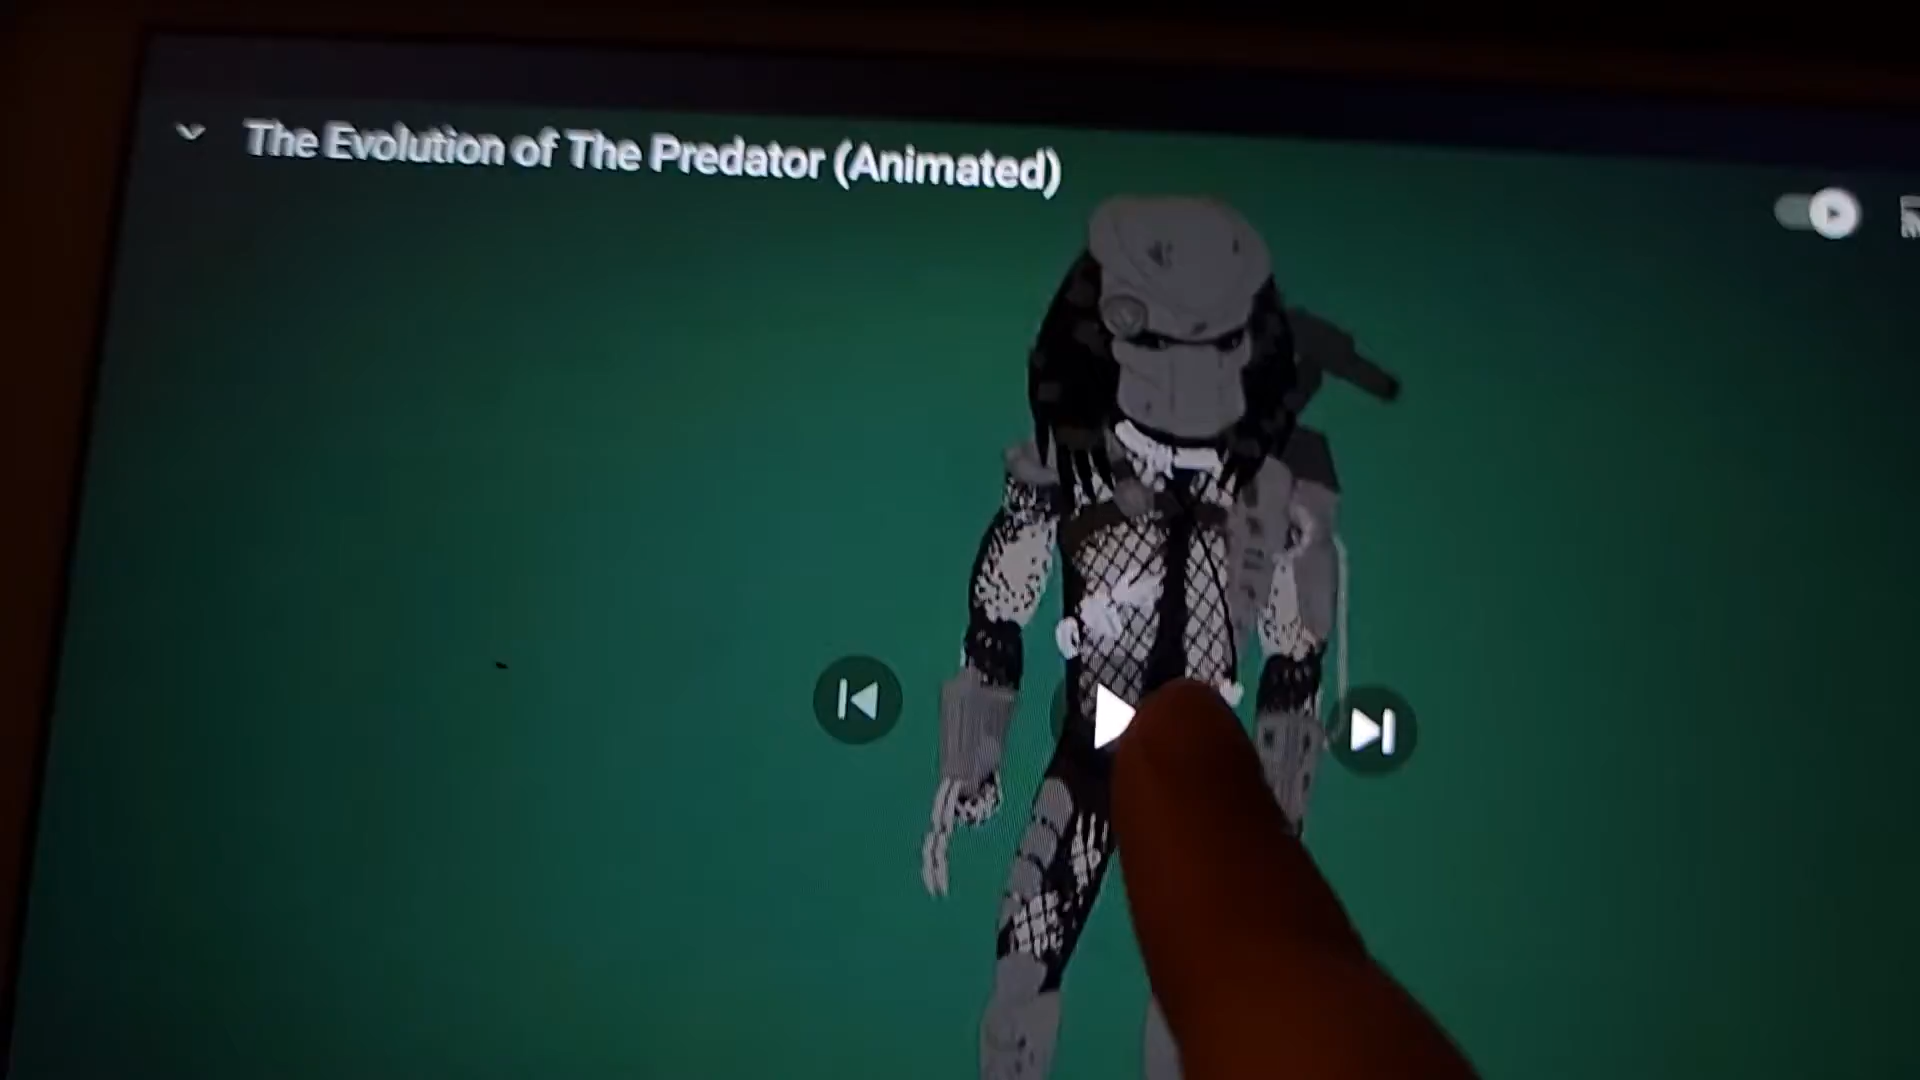 The Evolution of The Predator (Animated)